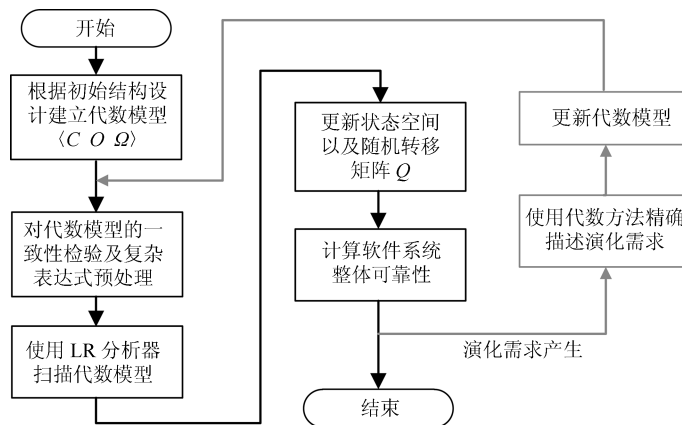 开始
根据初始结构设
计建立代数模型
〈C O Ω〉
对代数模型的一
致性检验及复杂
表达式预处理
使用 LR 分析器
扫描代数模型
更新状态空间
以及随机转移
矩阵 Q
计算软件系统
整体可靠性
结束
演化需求产生
使用代数方法精确
描述演化需求
更新代数模型